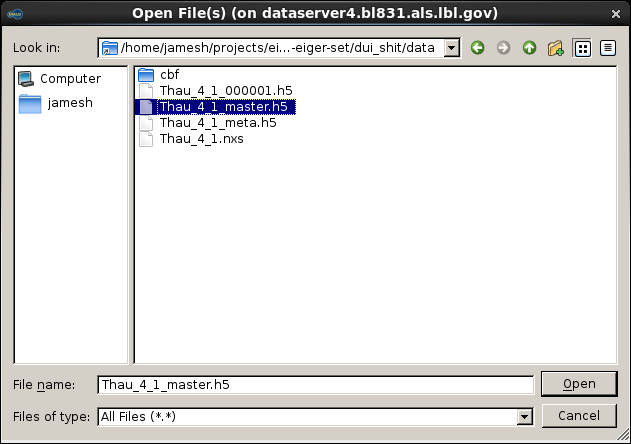 Open File(s) (on dataserver4.bl831.als.lbl.gov)
Look in: /home/jamesh/projects/ei...-eiger-set/dui_shit/data
Computer
jamesh
cbf
Thau_4_1_000001.h5
Thau_4_1_master.h5
Thau_4_1_meta.h5
Thau_4_1.nxs
File name: Thau_4_1_master.h5 Open
Files of type: All Files (*.*) Cancel